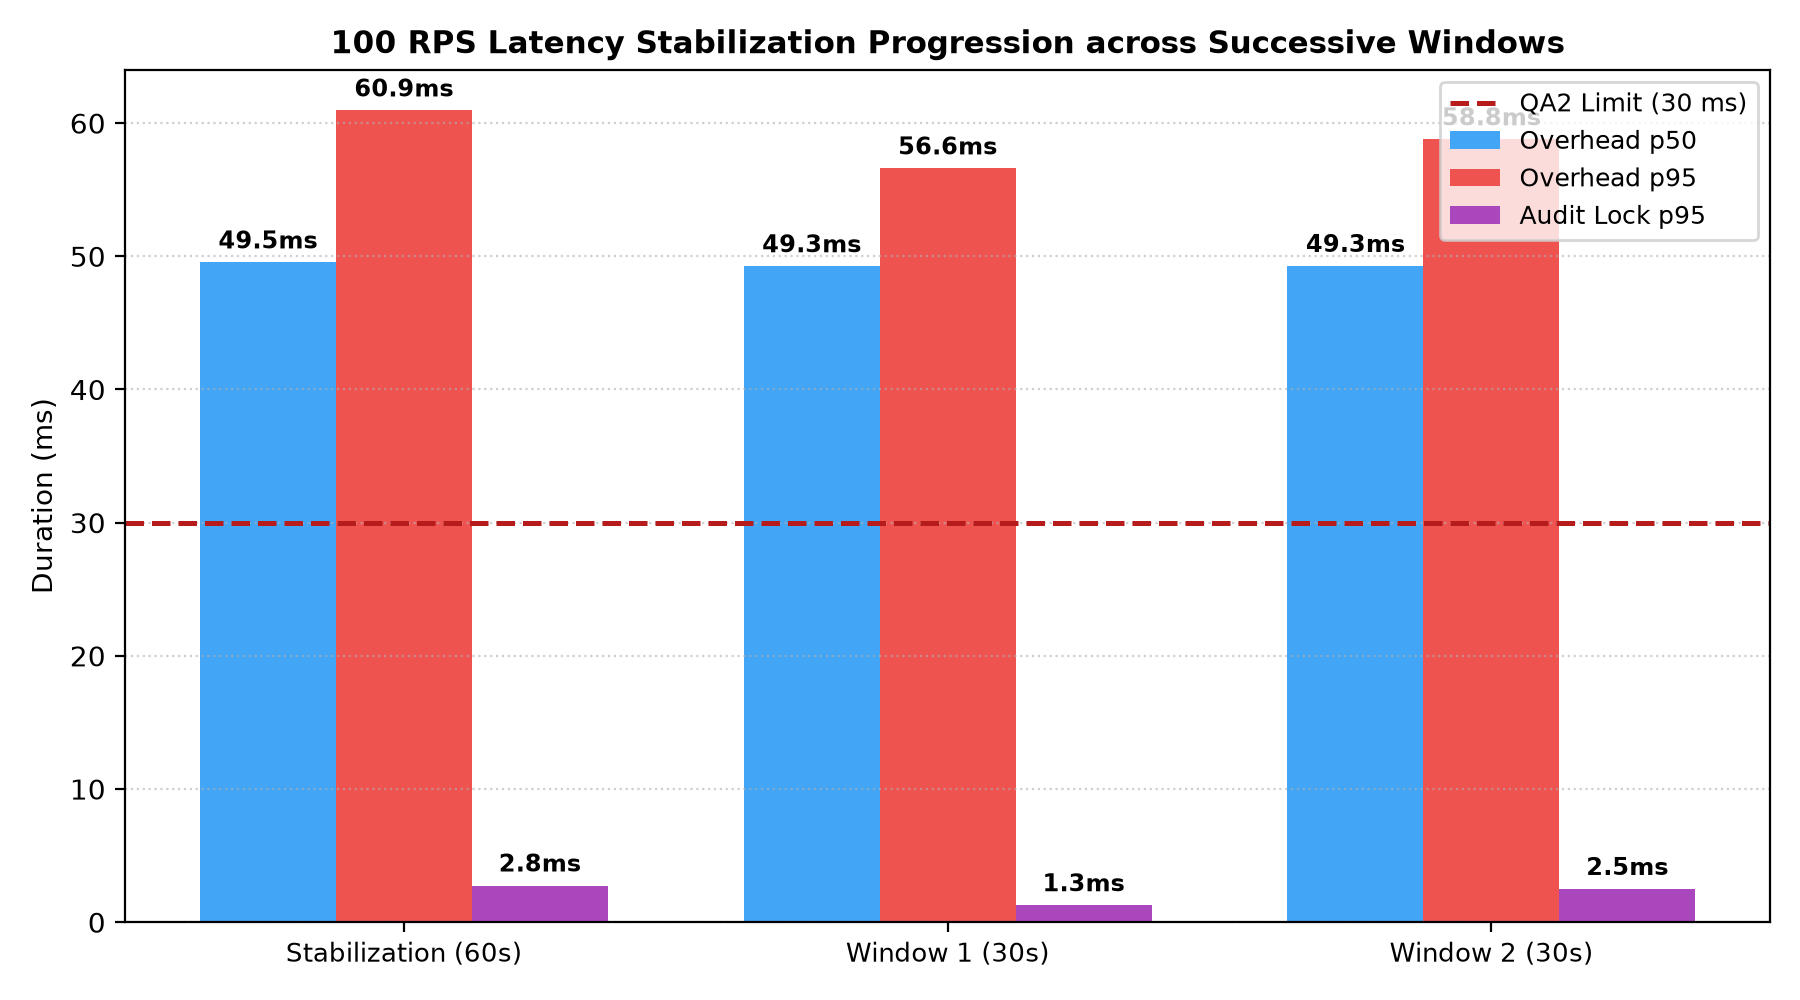 100 RPS Latency Stabilization Progression across Successive Windows
60.9ms
56.6ms
58.8ms
49.5ms
49.3ms
49.3ms
2.8ms
1.3ms
2.5ms
QA2 Limit (30 ms)
Overhead p50
Overhead p95
Audit Lock p95
Duration (ms)
60
50
40
30
20
10
0
Stabilization (60s)
Window 1 (30s)
Window 2 (30s)